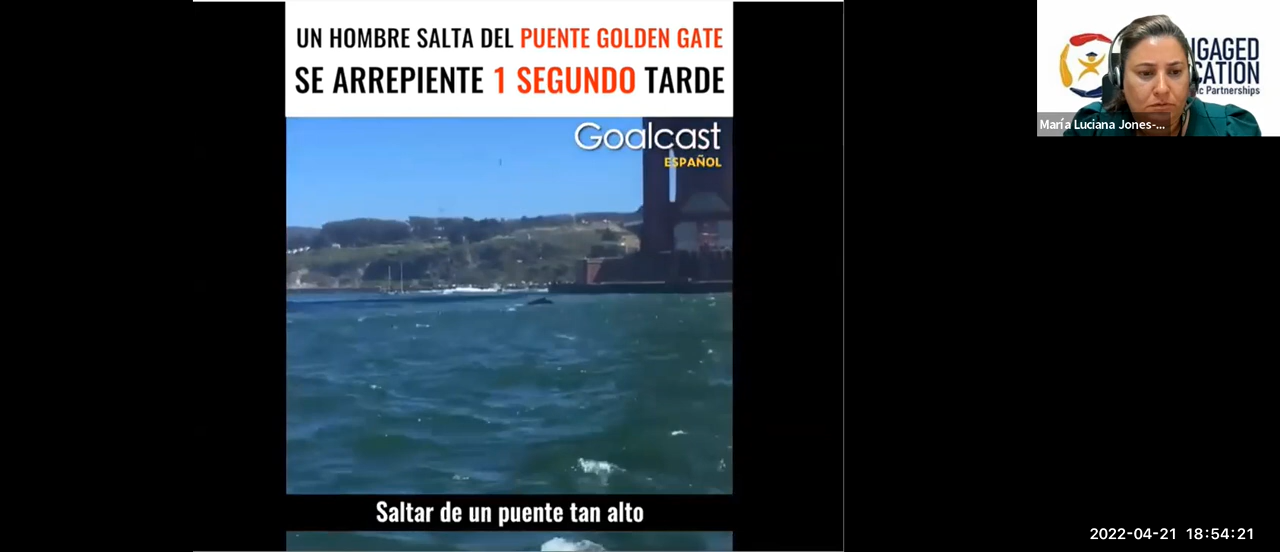 UN HOMBRE SALTA DEL PUENTE GOLDEN GATE
SE ARREPIENTE 1 SEGUNDO TARDE
Goalcast
ESPAÑOL
Saltar de un puente tan alto
NGAGED
CATION
ic Partnerships
María Luciana Jones-...
2022-04-21 18:54:21